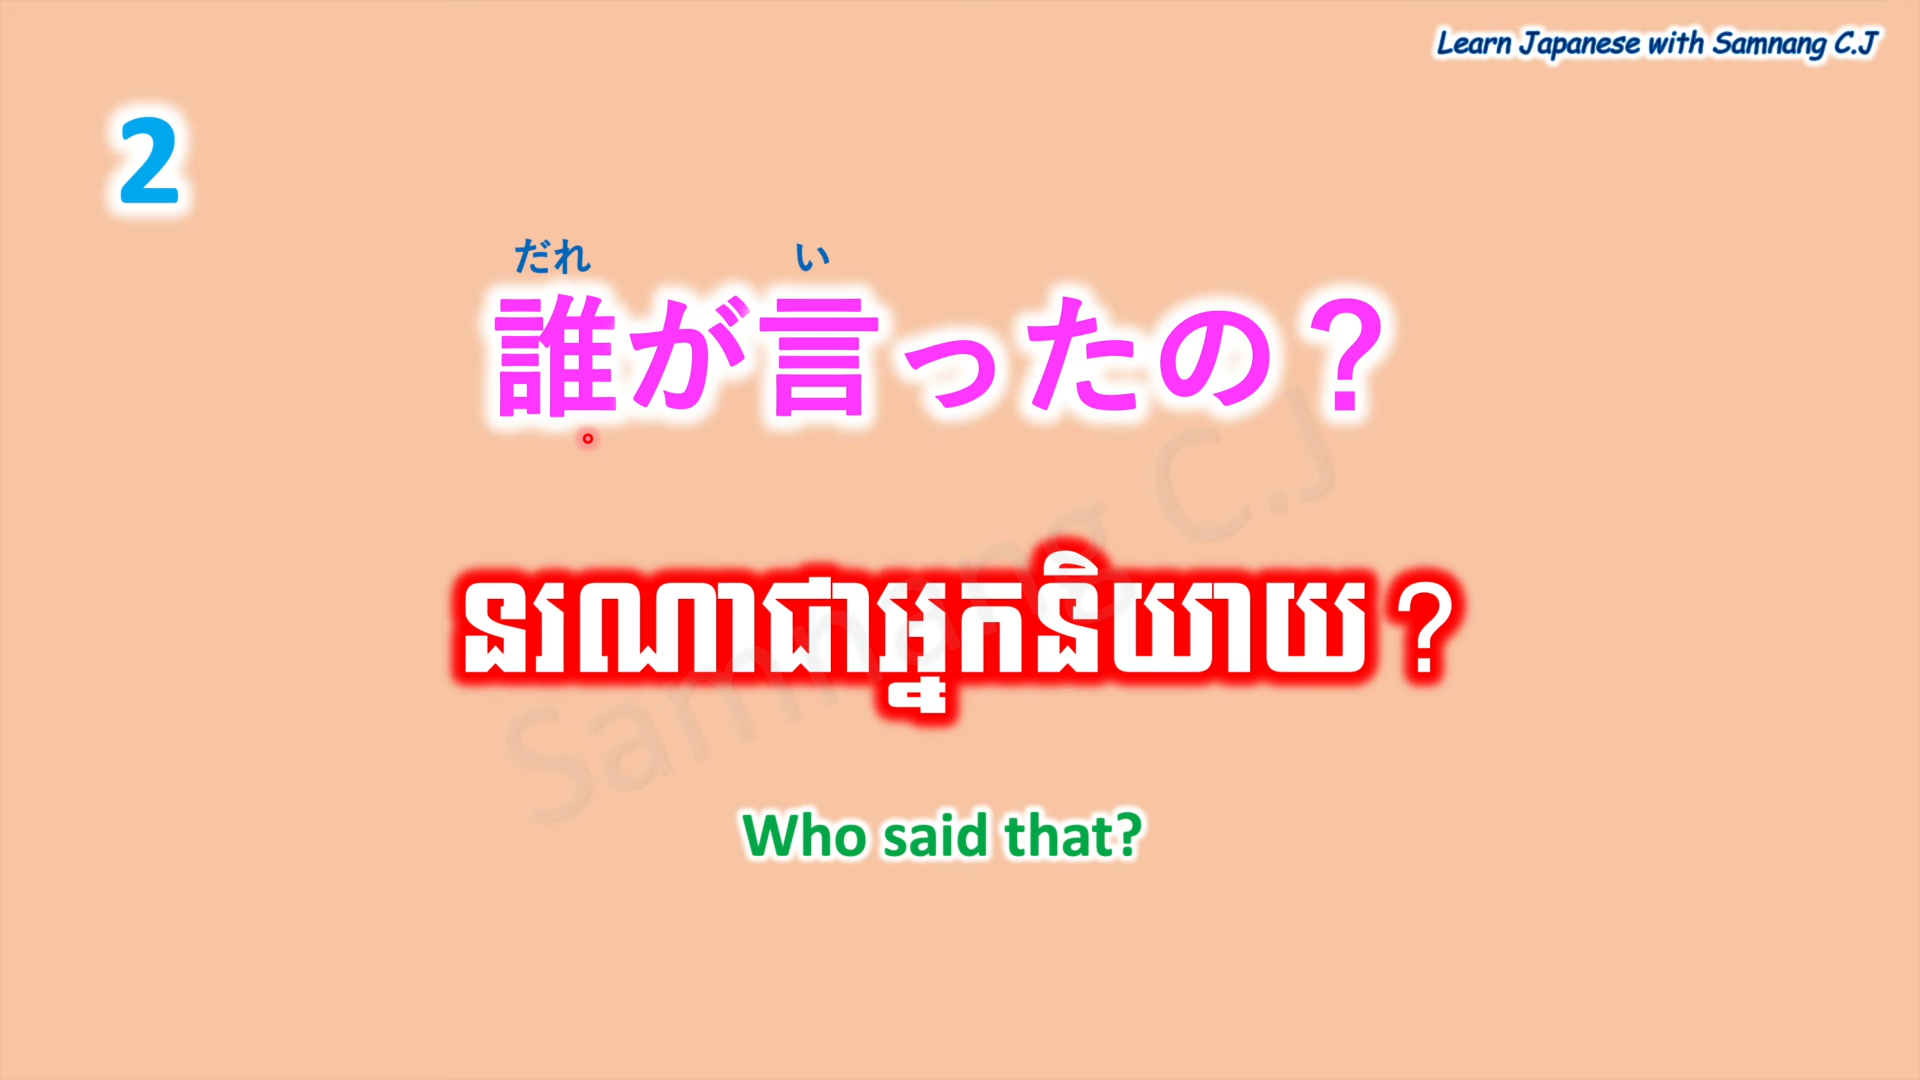 Learn Japanese with Samnang C.J
2
だれ い
誰が言ったの？
នរណាជាអ្នកនិយាយ？
Samnang C.J
Who said that?